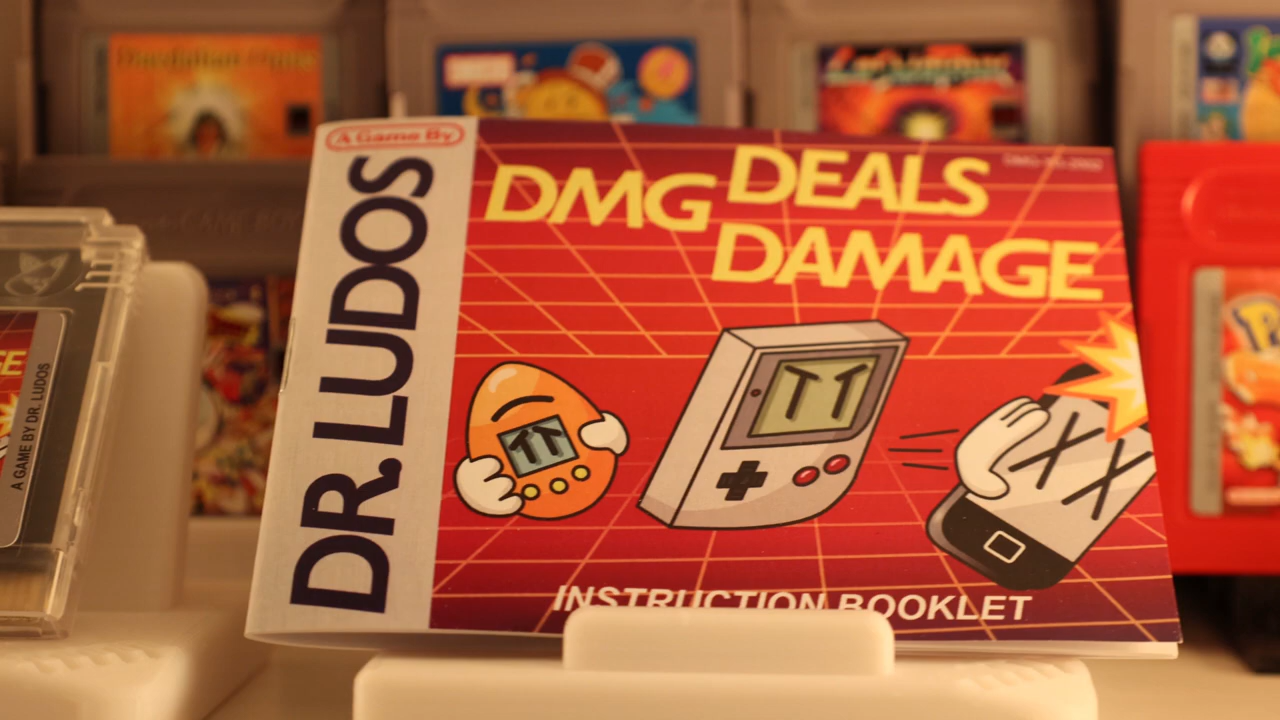 A Game By
DR. LUDOS
DMG DEALS
DAMAGE
INSTRUCTION BOOKLET
A GAME BY DR. LUDOS